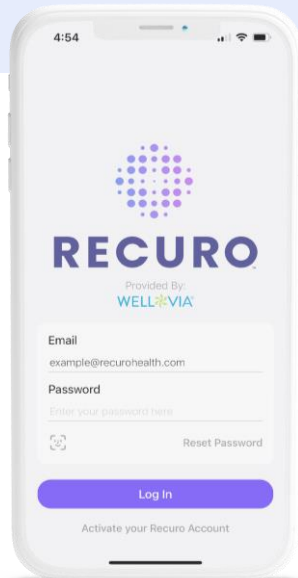 4:54
RECURO
Provided By:
WELLVIA
Email
example@recurohealth.com
Password
Enter your password here
Reset Password
Log In
Activate your Recuro Account